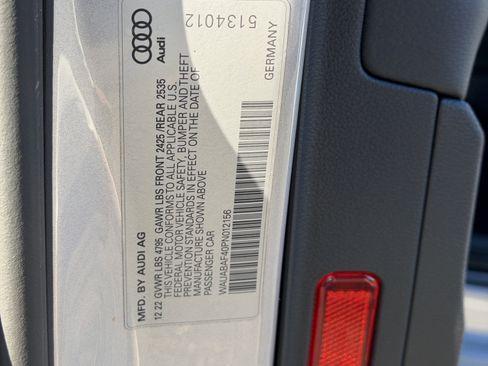 5134012
Audi
GERMANY
MFD. BY AUDI AG
12.22 GVWR LBS 4795 GAWR LBS FRONT 2425 /REAR 2535
THIS VEHICLE CONFORMS TO ALL APPLICABLE U.S.
FEDERAL MOTOR VEHICLE SAFETY, BUMPER AND THEFT
PREVENTION STANDARDS IN EFFECT ON THE DATE OF
MANUFACTURE SHOWN ABOVE
PASSENGER CAR
WAUABAF40PN012156